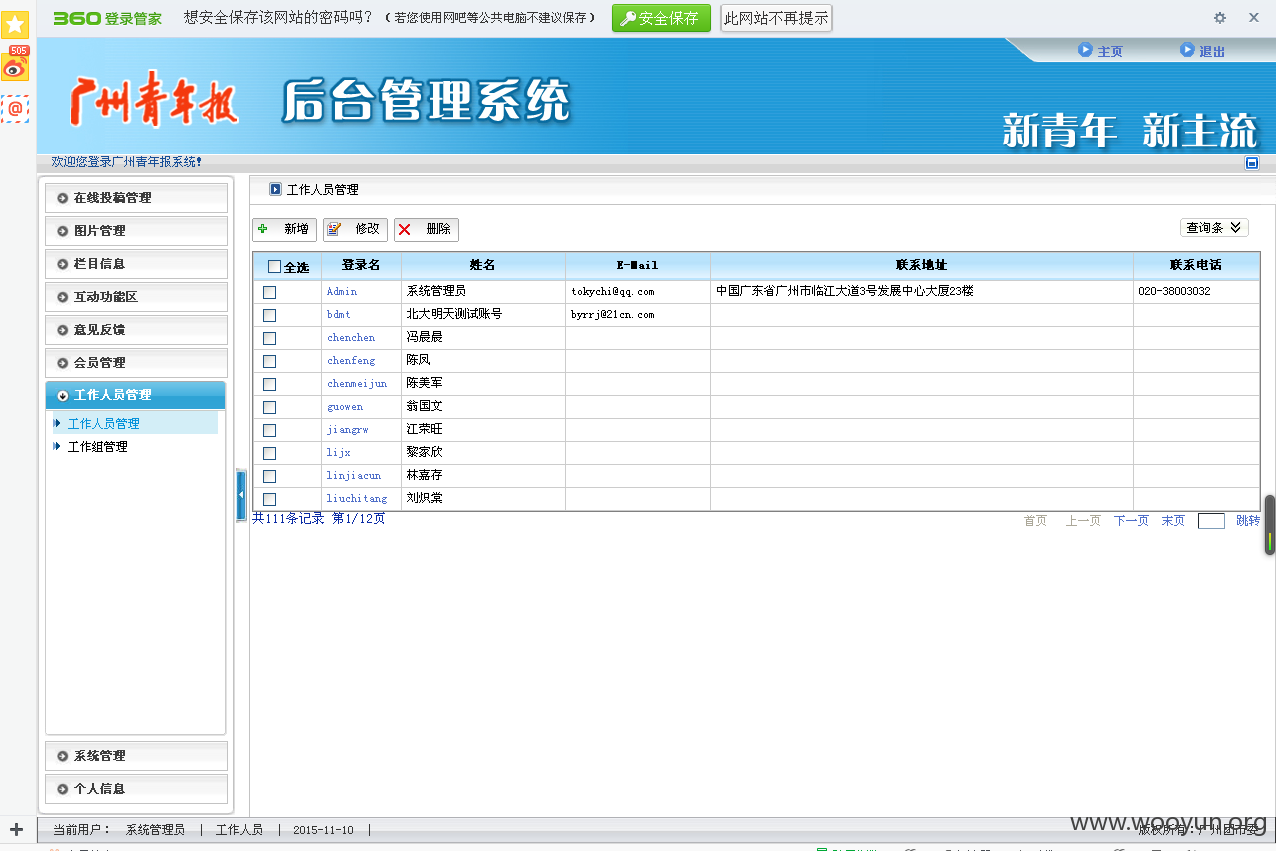 360登录管家 想安全保存该网站的密码吗?(若您使用网吧等公共电脑不建议保存) 安全保存 此网站不再提示
505
@
主页 退出
广州青年报 后台管理系统
新青年 新主流
欢迎您登录广州青年报系统!
在线投稿管理
图片管理
栏目信息
互动功能区
意见反馈
会员管理
工作人员管理
工作人员管理
工作组管理
系统管理
个人信息
工作人员管理
新增 修改 删除 查询条
全选 登录名 姓名 E-Mail 联系地址 联系电话
Admin 系统管理员 tokychi@qq.com 中国广东省广州市临江大道3号发展中心大厦23楼 020-38003032
bdmt 北大明天测试账号 byrrj@21cn.com
chenchen 冯晨晨
chenfeng 陈凤
chenmeijun 陈美军
guowen 翁国文
jiangrw 江荣旺
lijx 黎家欣
linjiacun 林嘉存
liuchitang 刘炽棠
共111条记录 第1/12页 首页 上一页 下一页 末页 跳转
当前用户: 系统管理员 | 工作人员 | 2015-11-10 |
版权所有:广州团市委
www.wooyun.org